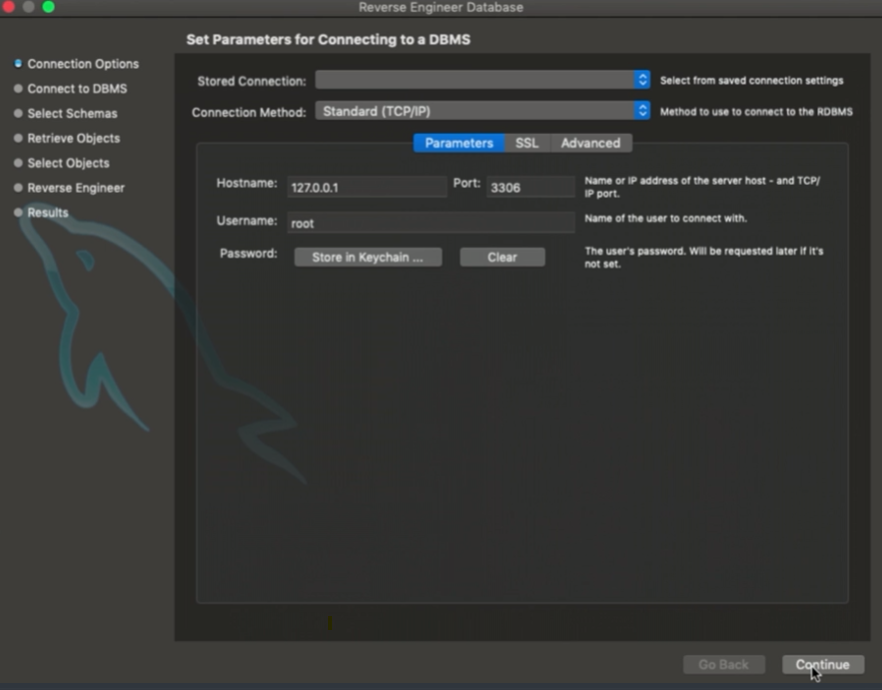 Reverse Engineer Database
Set Parameters for Connecting to a DBMS
Connection Options
Connect to DBMS
Select Schemas
Retrieve Objects
Select Objects
Reverse Engineer
Results
Stored Connection:
Select from saved connection settings
Connection Method: Standard (TCP/IP)
Method to use to connect to the RDBMS
Parameters SSL Advanced
Hostname: 127.0.0.1 Port: 3306
Name or IP address of the server host - and TCP/
IP port.
Username: root
Name of the user to connect with.
Password: Store in Keychain ... Clear
The user's password. Will be requested later if it's
not set.
Go Back Continue